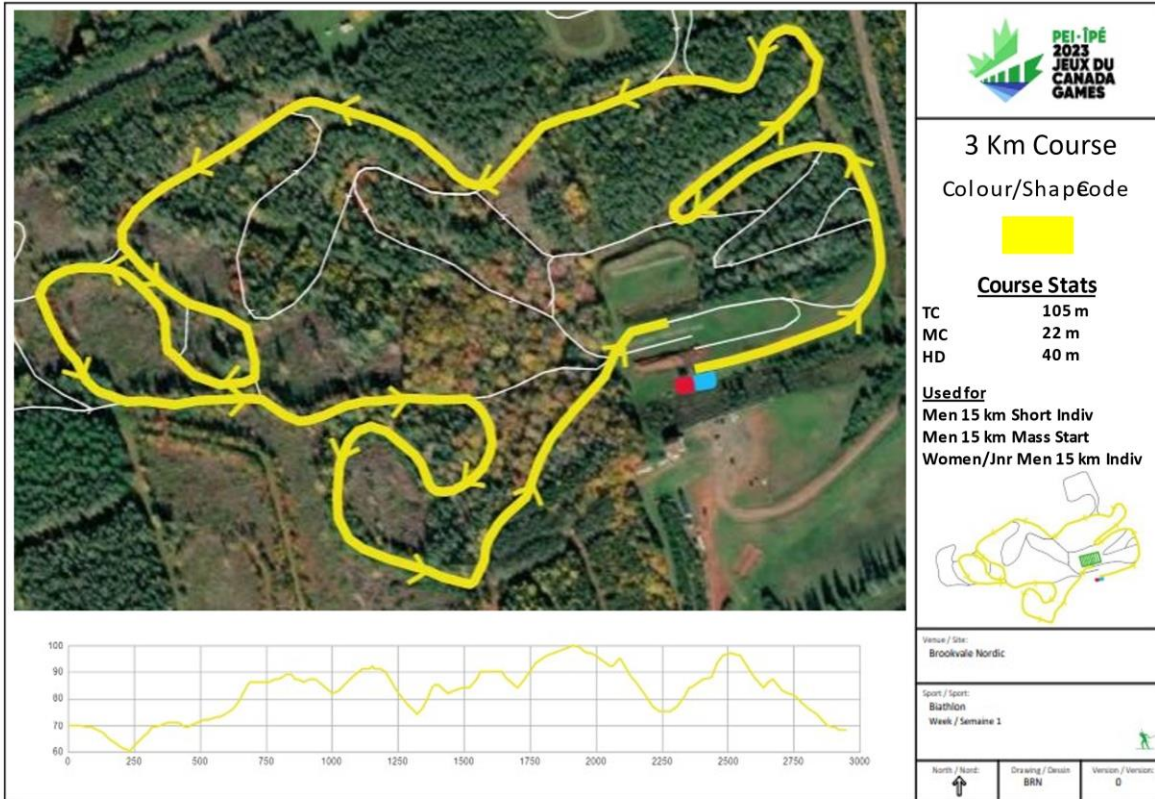 PEI-ÎPÉ
2023
JEUX DU
CANADA
GAMES
3 Km Course
Colour/Shape Code
Course Stats
TC 105 m
MC 22 m
HD 40 m
Used for
Men 15 km Short Indiv
Men 15 km Mass Start
Women/Jnr Men 15 km Indiv
Venue / Site:
Brookvale Nordic
Sport / Sport:
Biathlon
Week / Semaine 1
North / Nord:
Drawing / Dessin
BRN
Version / Version:
0
100
90
80
70
60
0 250 500 750 1000 1250 1500 1750 2000 2250 2500 2750 3000